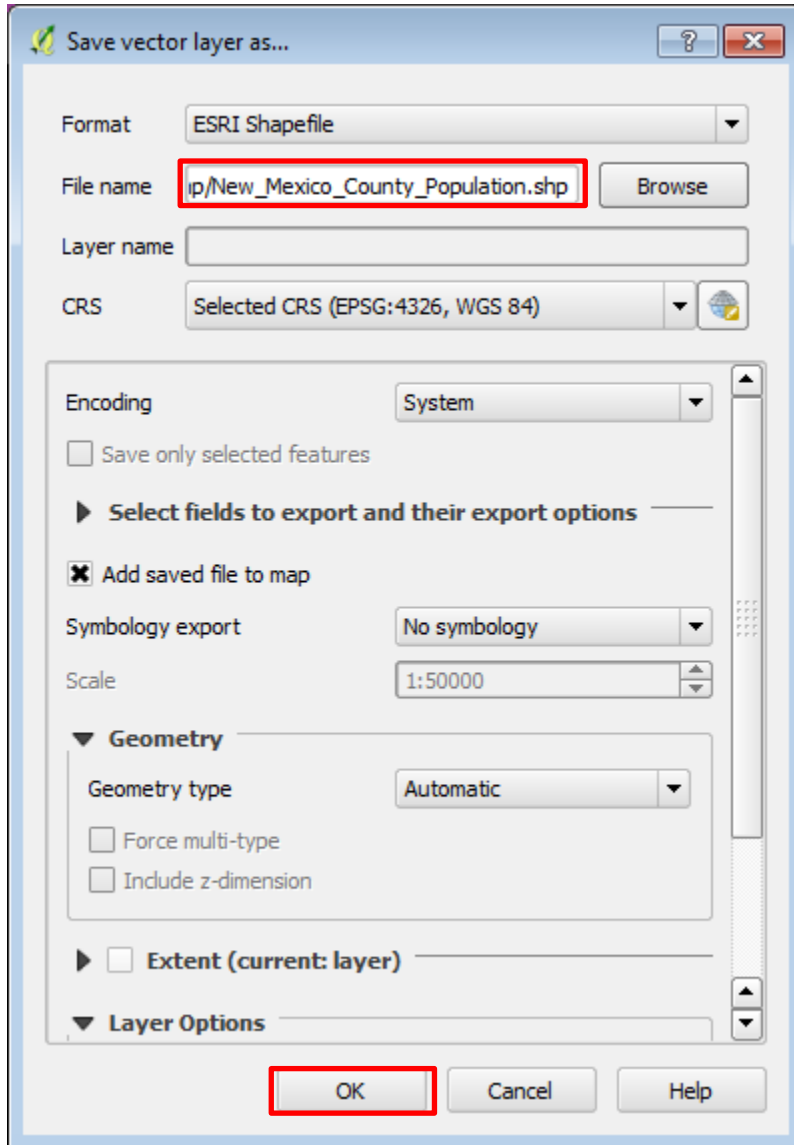 Save vector layer as...
Format ESRI Shapefile
File name ıp/New_Mexico_County_Population.shp Browse
Layer name
CRS Selected CRS (EPSG:4326, WGS 84)
Encoding System
Save only selected features
Select fields to export and their export options
Add saved file to map
Symbology export No symbology
Scale 1:50000
Geometry
Geometry type Automatic
Force multi-type
Include z-dimension
Extent (current: layer)
Layer Options
OK Cancel Help